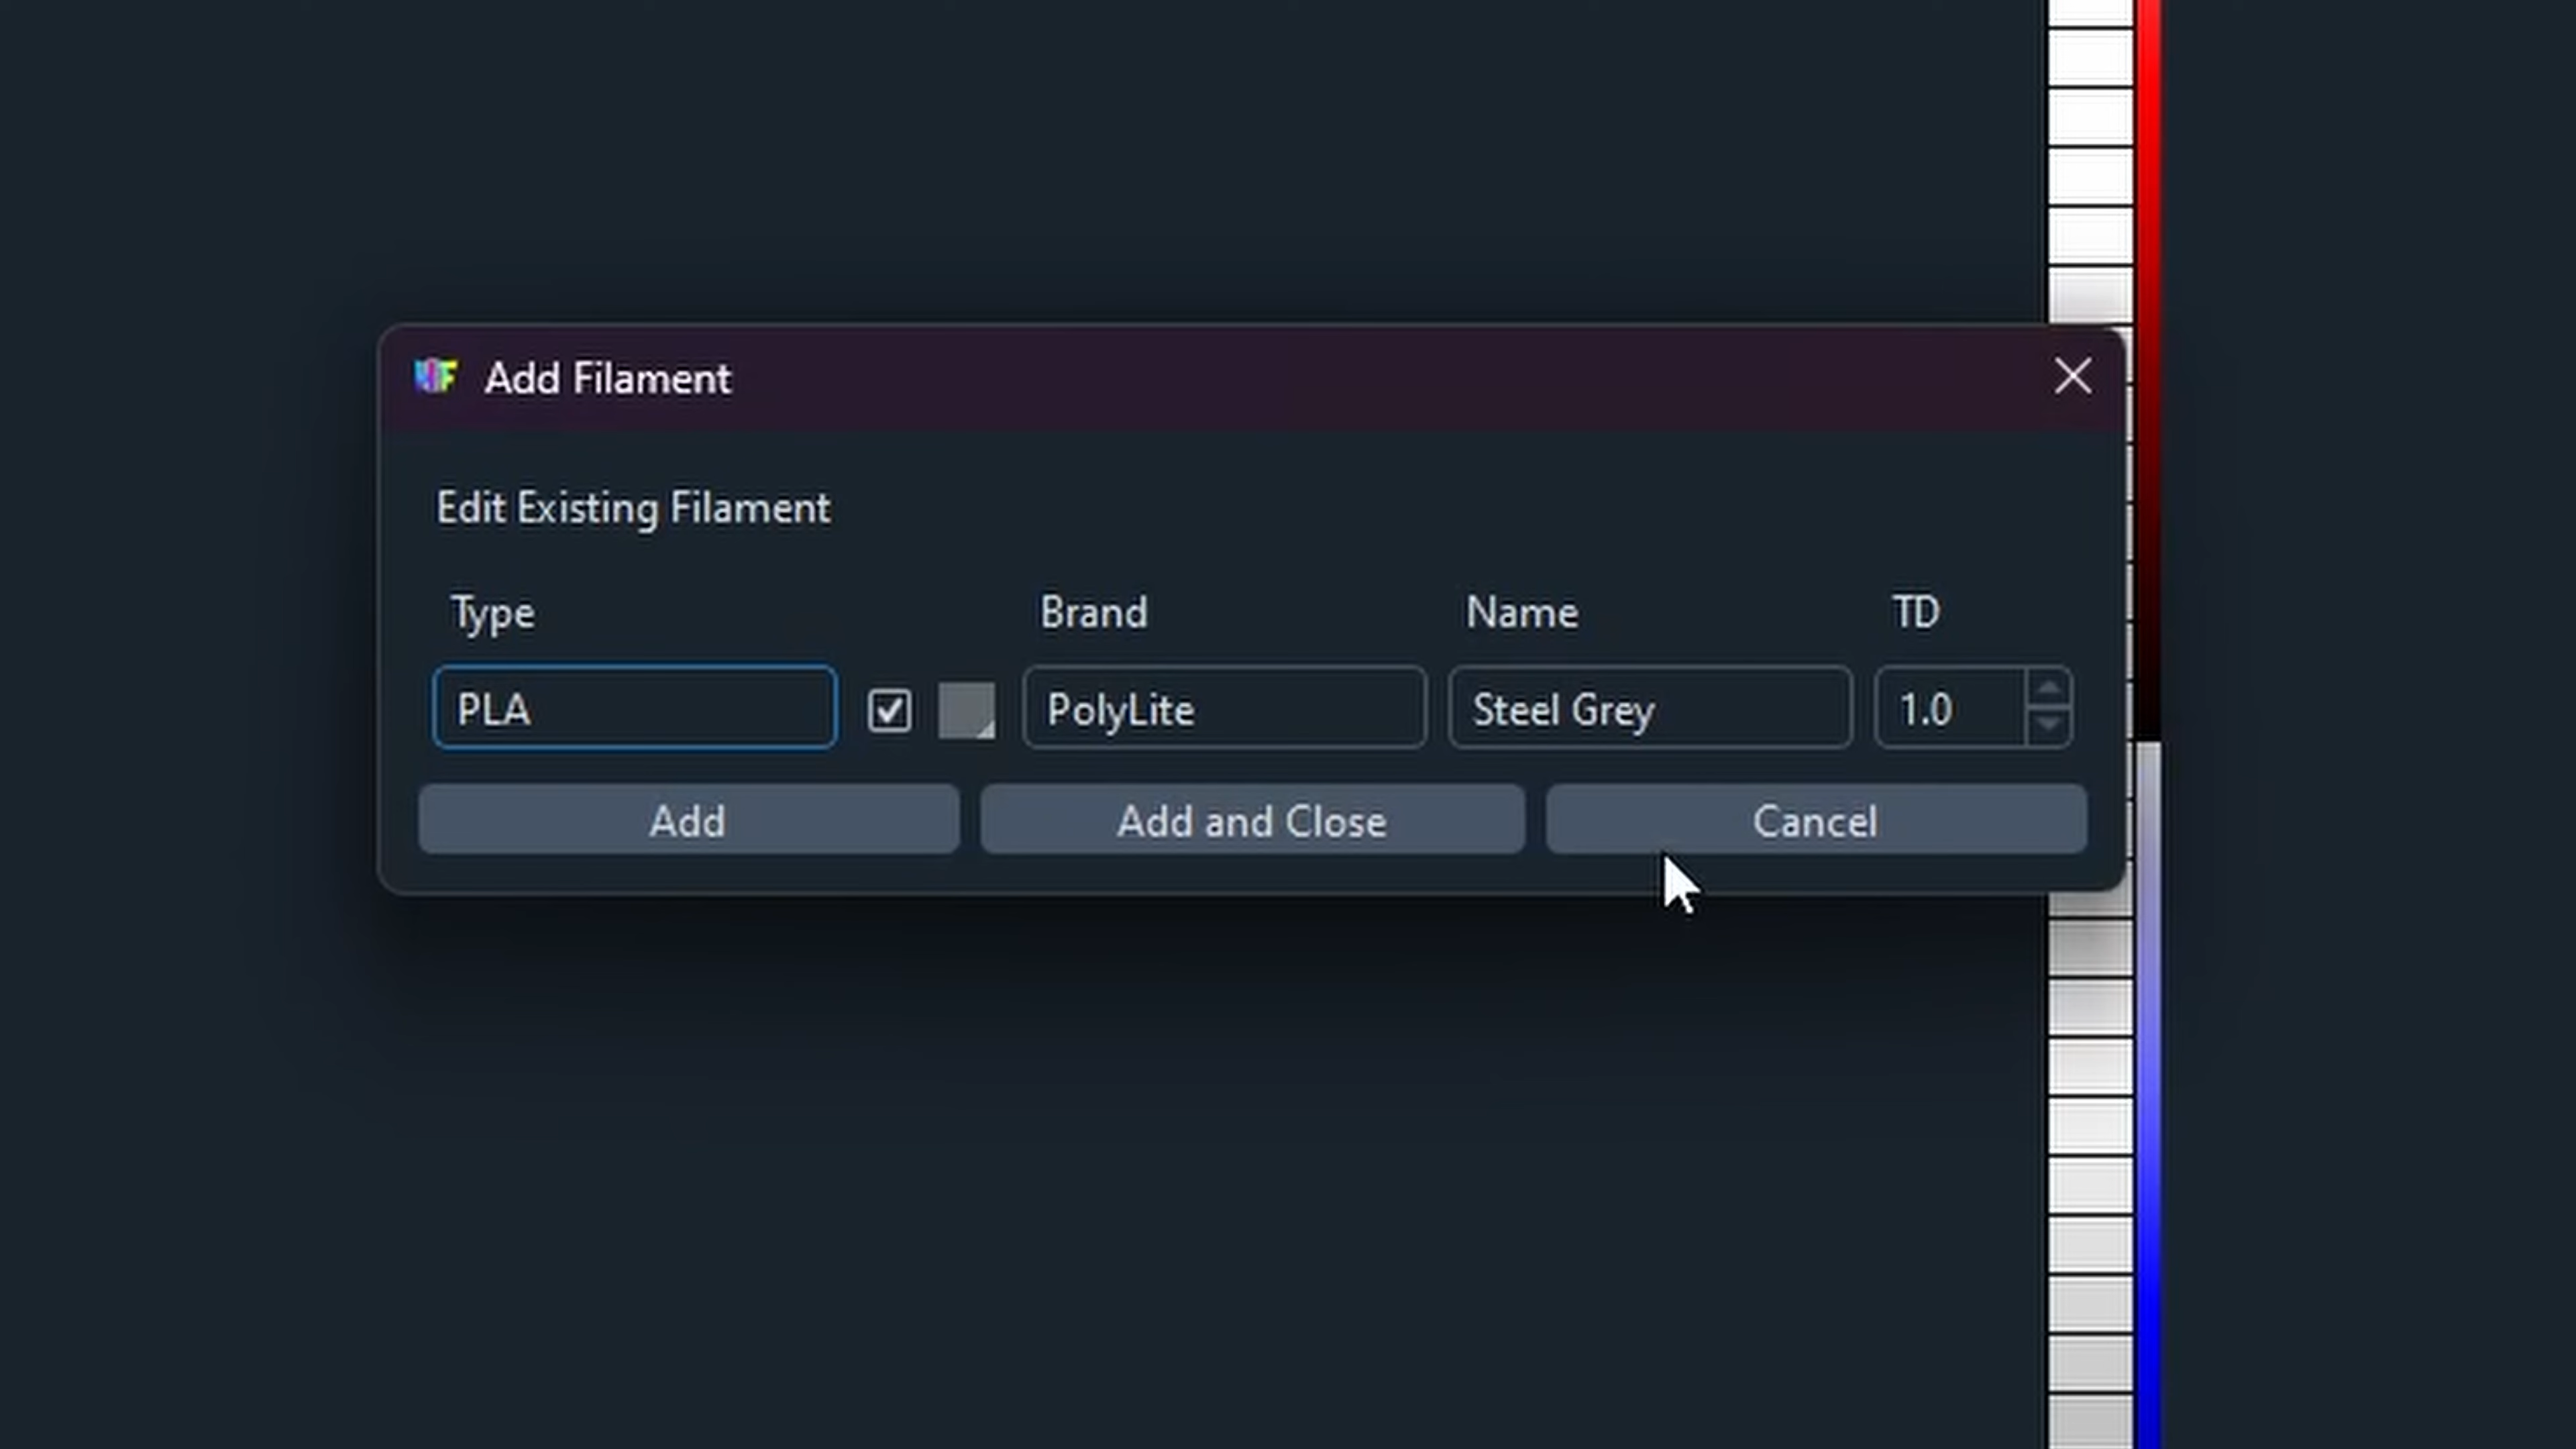 Add Filament
Edit Existing Filament
Type Brand Name TD
PLA PolyLite Steel Grey 1.0
Add Add and Close Cancel